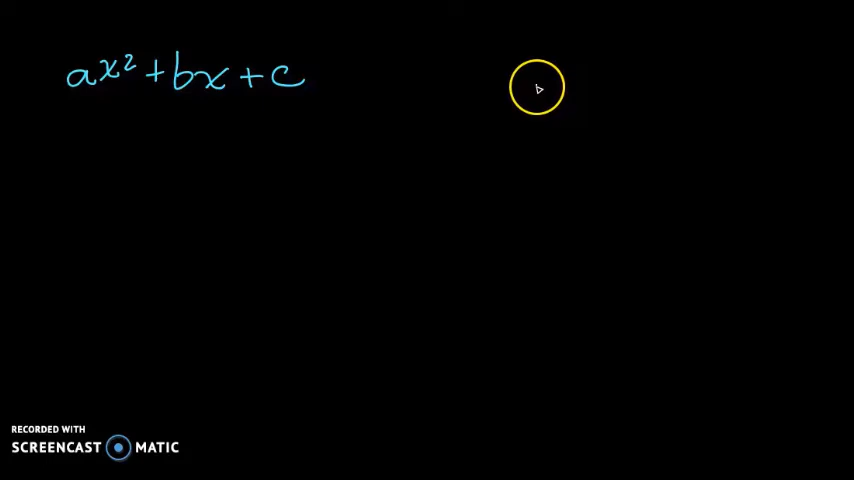 ax² + bx + c
RECORDED WITH
SCREENCAST MATIC